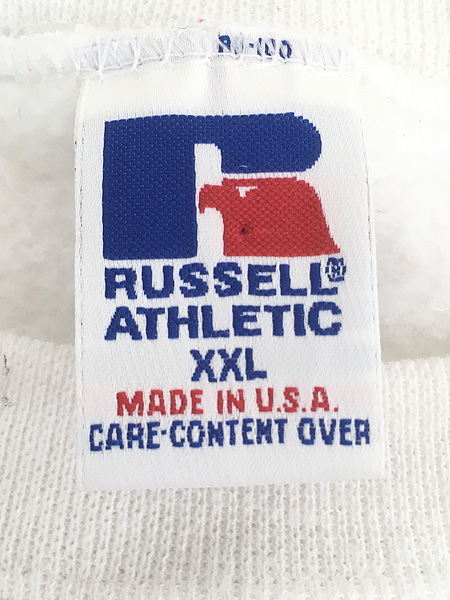 RUSSELL®
ATHLETIC
XXL
MADE IN U.S.A.
CARE-CONTENT OVER